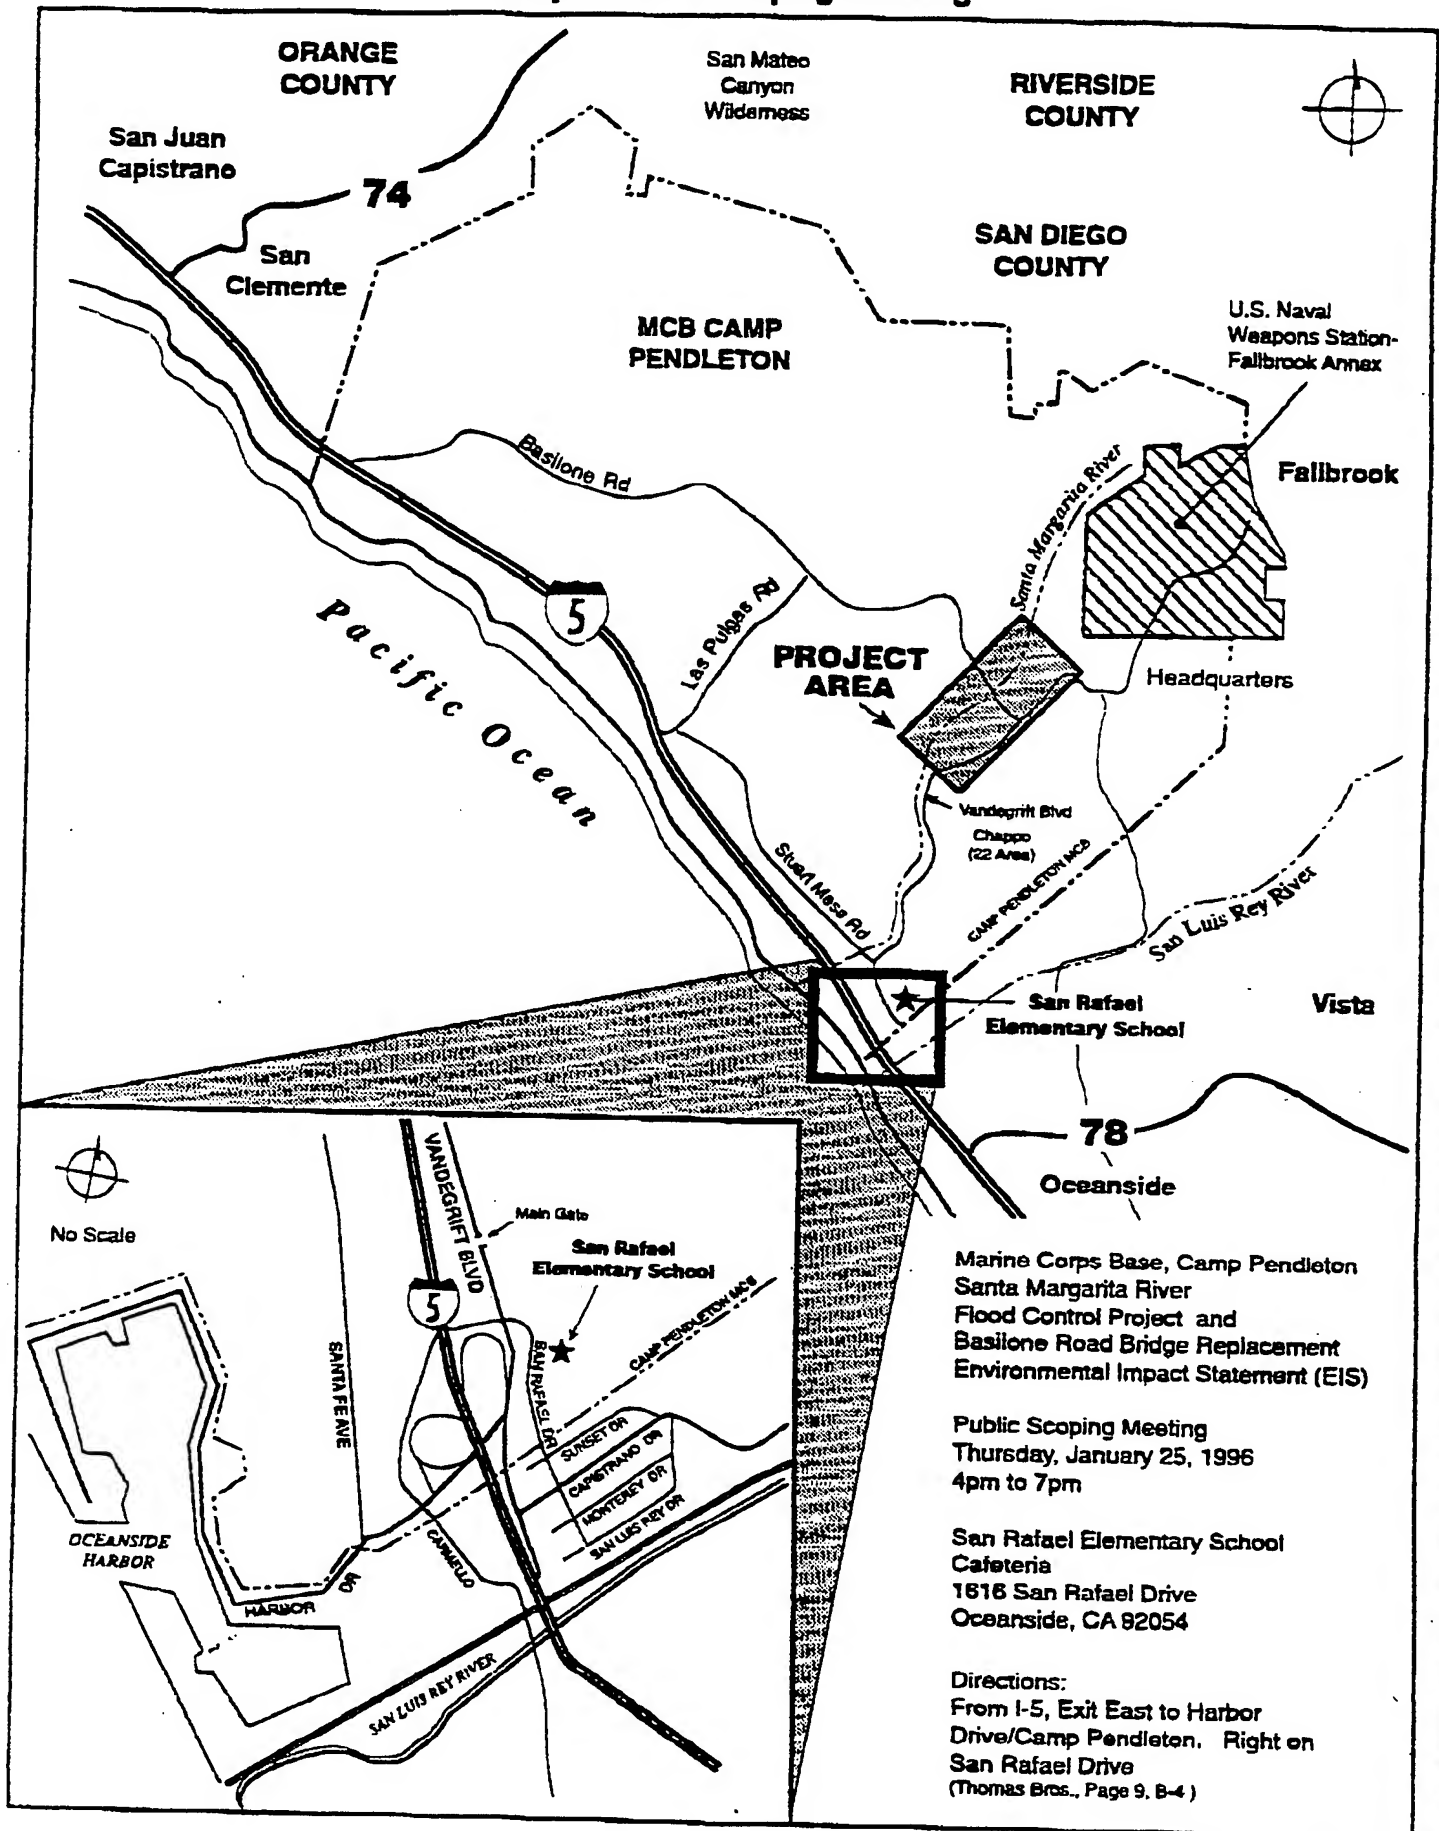 ORANGE
COUNTY
San Mateo
Canyon
Wilderness
RIVERSIDE
COUNTY
San Juan
Capistrano
74
San
Clemente
SAN DIEGO
COUNTY
MCB CAMP
PENDLETON
U.S. Naval
Weapons Station-
Fallbrook Annex
Basilone Rd
Santa Margarita River
Fallbrook
5
Pacific Ocean
Las Pulgas Rd
PROJECT
AREA
Headquarters
Vandegrift Blvd
Chappo
(22 Area)
Stuart Mesa Rd
CAMP PENDLETON MCB
San Luis Rey River
San Rafael
Elementary School
Vista
78
Oceanside
No Scale
VANDEGRIFT BLVD
Main Gate
San Rafael
Elementary School
5
SANTA FE AVE
SAN RAFAEL DR
CAMP PENDLETON MCB
SUNSET DR
CAPISTRANO DR
MONTEREY DR
SAN LUIS REY DR
OCEANSIDE
HARBOR
HARBOR DR
SAN LUIS REY RIVER
Marine Corps Base, Camp Pendleton
Santa Margarita River
Flood Control Project and
Basilone Road Bridge Replacement
Environmental Impact Statement (EIS)
Public Scoping Meeting
Thursday, January 25, 1996
4pm to 7pm
San Rafael Elementary School
Cafeteria
1616 San Rafael Drive
Oceanside, CA 92054
Directions:
From I-5, Exit East to Harbor
Drive/Camp Pendleton. Right on
San Rafael Drive
(Thomas Bros., Page 9, B-4)